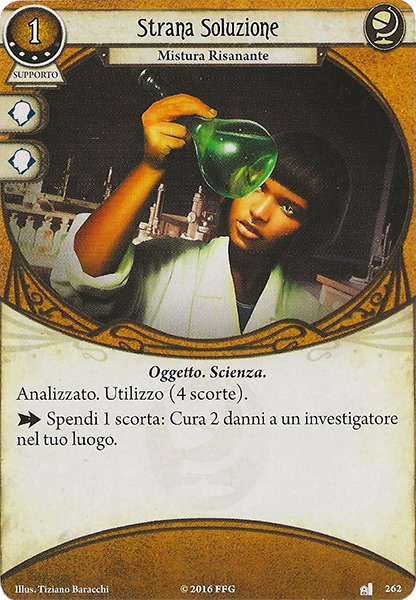 1
Strana Soluzione
SUPPORTO
Mistura Risanante
Oggetto. Scienza.
Analizzato. Utilizzo (4 scorte).
Spendi 1 scorta: Cura 2 danni a un investigatore
nel tuo luogo.
Illus. Tiziano Baracchi
© 2016 FFG
262